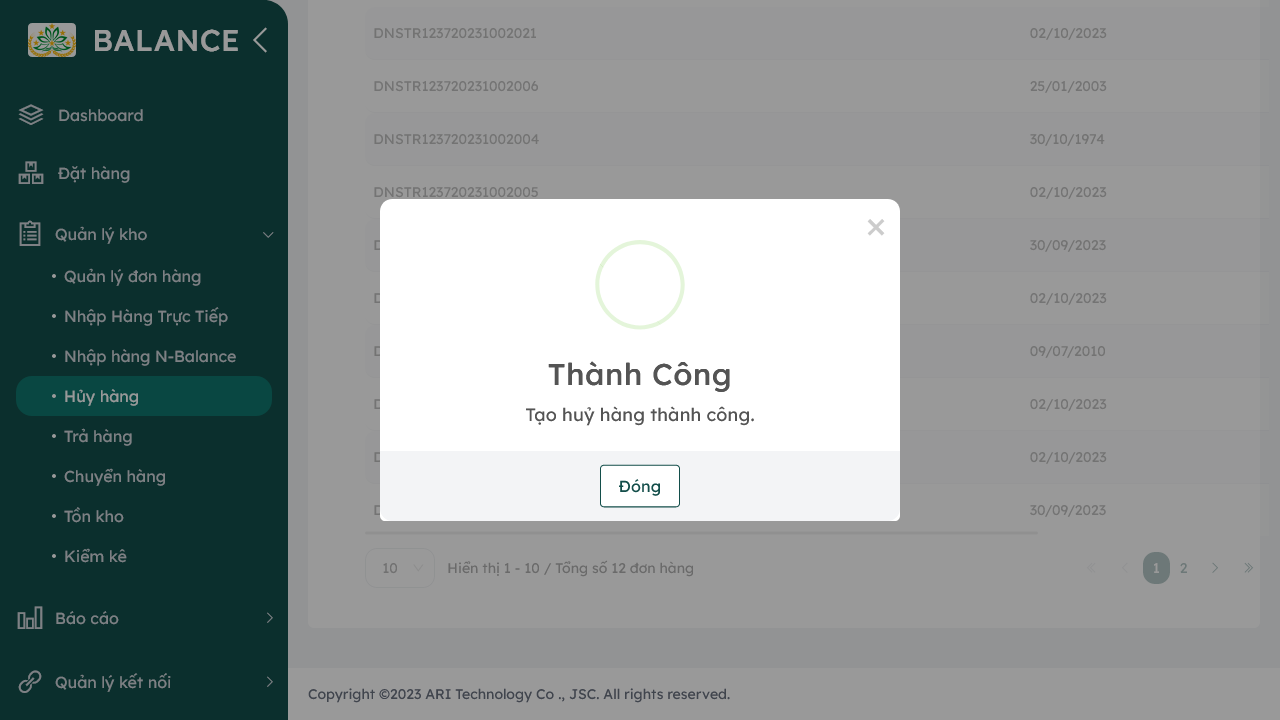 BALANCE
Dashboard
Đặt hàng
Quản lý kho
Quản lý đơn hàng
Nhập Hàng Trực Tiếp
Nhập hàng N-Balance
Hủy hàng
Trả hàng
Chuyển hàng
Tồn kho
Kiểm kê
Báo cáo
Quản lý kết nối
DNSTR123720231002021 02/10/2023
DNSTR123720231002006 25/01/2003
DNSTR123720231002004 30/10/1974
DNSTR123720231002005 02/10/2023
30/09/2023
02/10/2023
09/07/2010
02/10/2023
02/10/2023
30/09/2023
Thành Công
Tạo huỷ hàng thành công.
Đóng
10 Hiển thị 1 - 10 / Tổng số 12 đơn hàng
1 2
Copyright ©2023 ARI Technology Co ., JSC. All rights reserved.